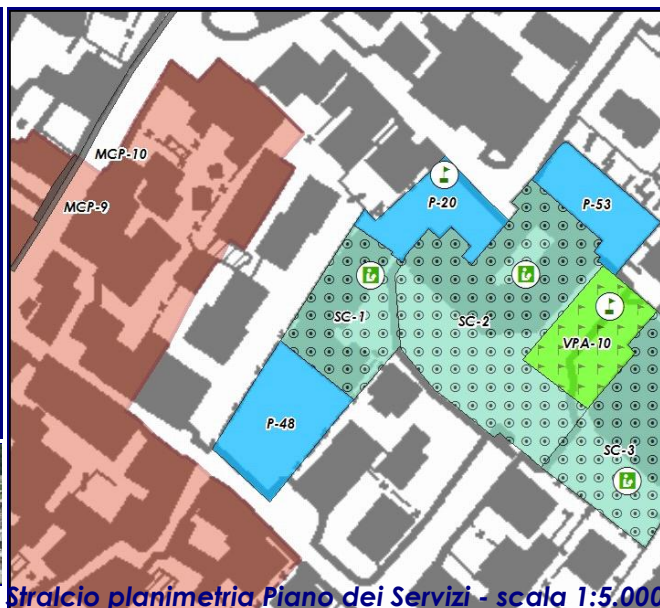 MCP-10
MCP-9
P-20
P-53
SC-1
SC-2
VPA-10
P-48
SC-3
Stralcio planimetria Piano dei Servizi - scala 1:5.000